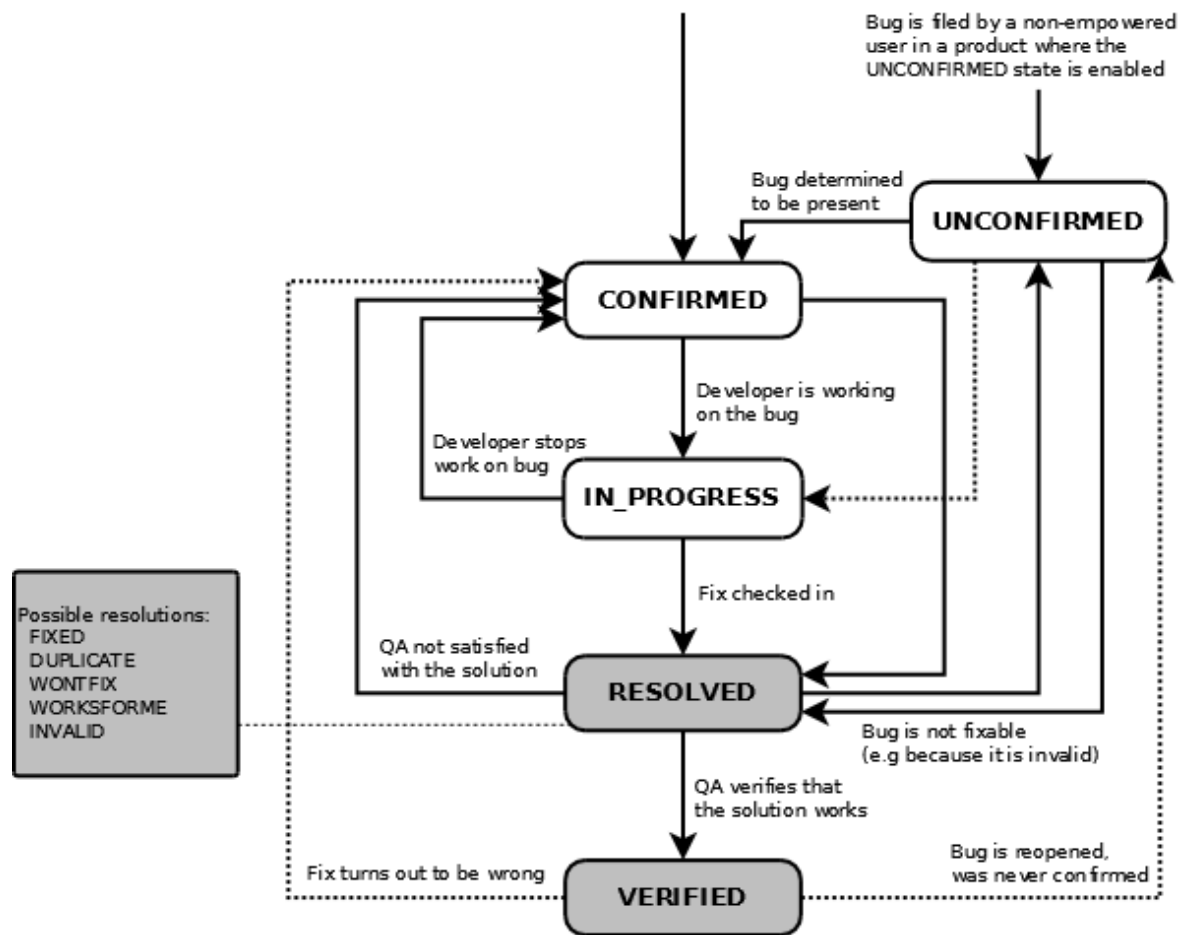 Bug is filed by a non-empowered
user in a product where the
UNCONFIRMED state is enabled
Bug determined
to be present
UNCONFIRMED
CONFIRMED
Developer is working
on the bug
Developer stops
work on bug
IN_PROGRESS
Fix checked in
Possible resolutions:
FIXED
DUPLICATE
WONTFIX
WORKSFORME
INVALID
QA not satisfied
with the solution
RESOLVED
Bug is not fixable
(e.g because it is invalid)
QA verifies that
the solution works
Fix turns out to be wrong
VERIFIED
Bug is reopened,
was never confirmed